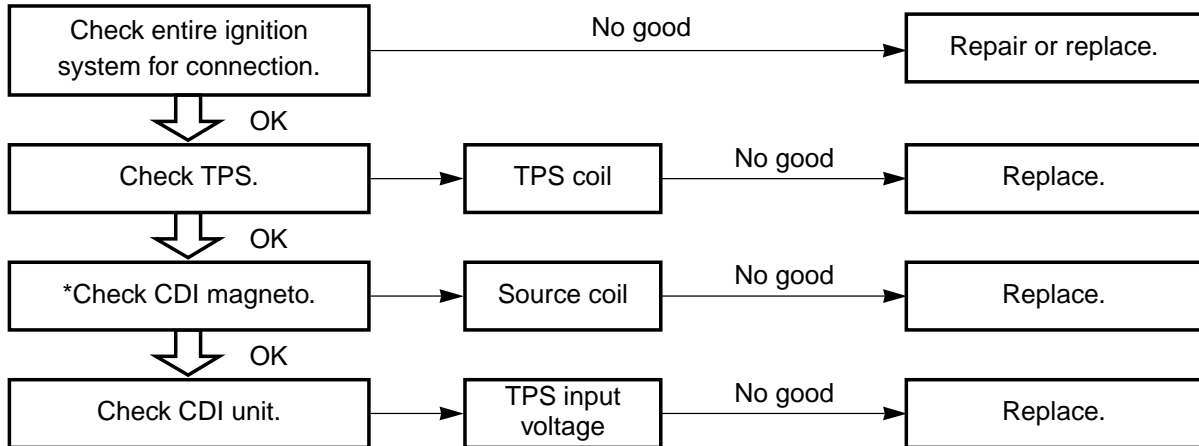 Check entire ignition
system for connection.
No good
Repair or replace.
OK
Check TPS.
TPS coil
No good
Replace.
OK
*Check CDI magneto.
Source coil
No good
Replace.
OK
Check CDI unit.
TPS input
voltage
No good
Replace.